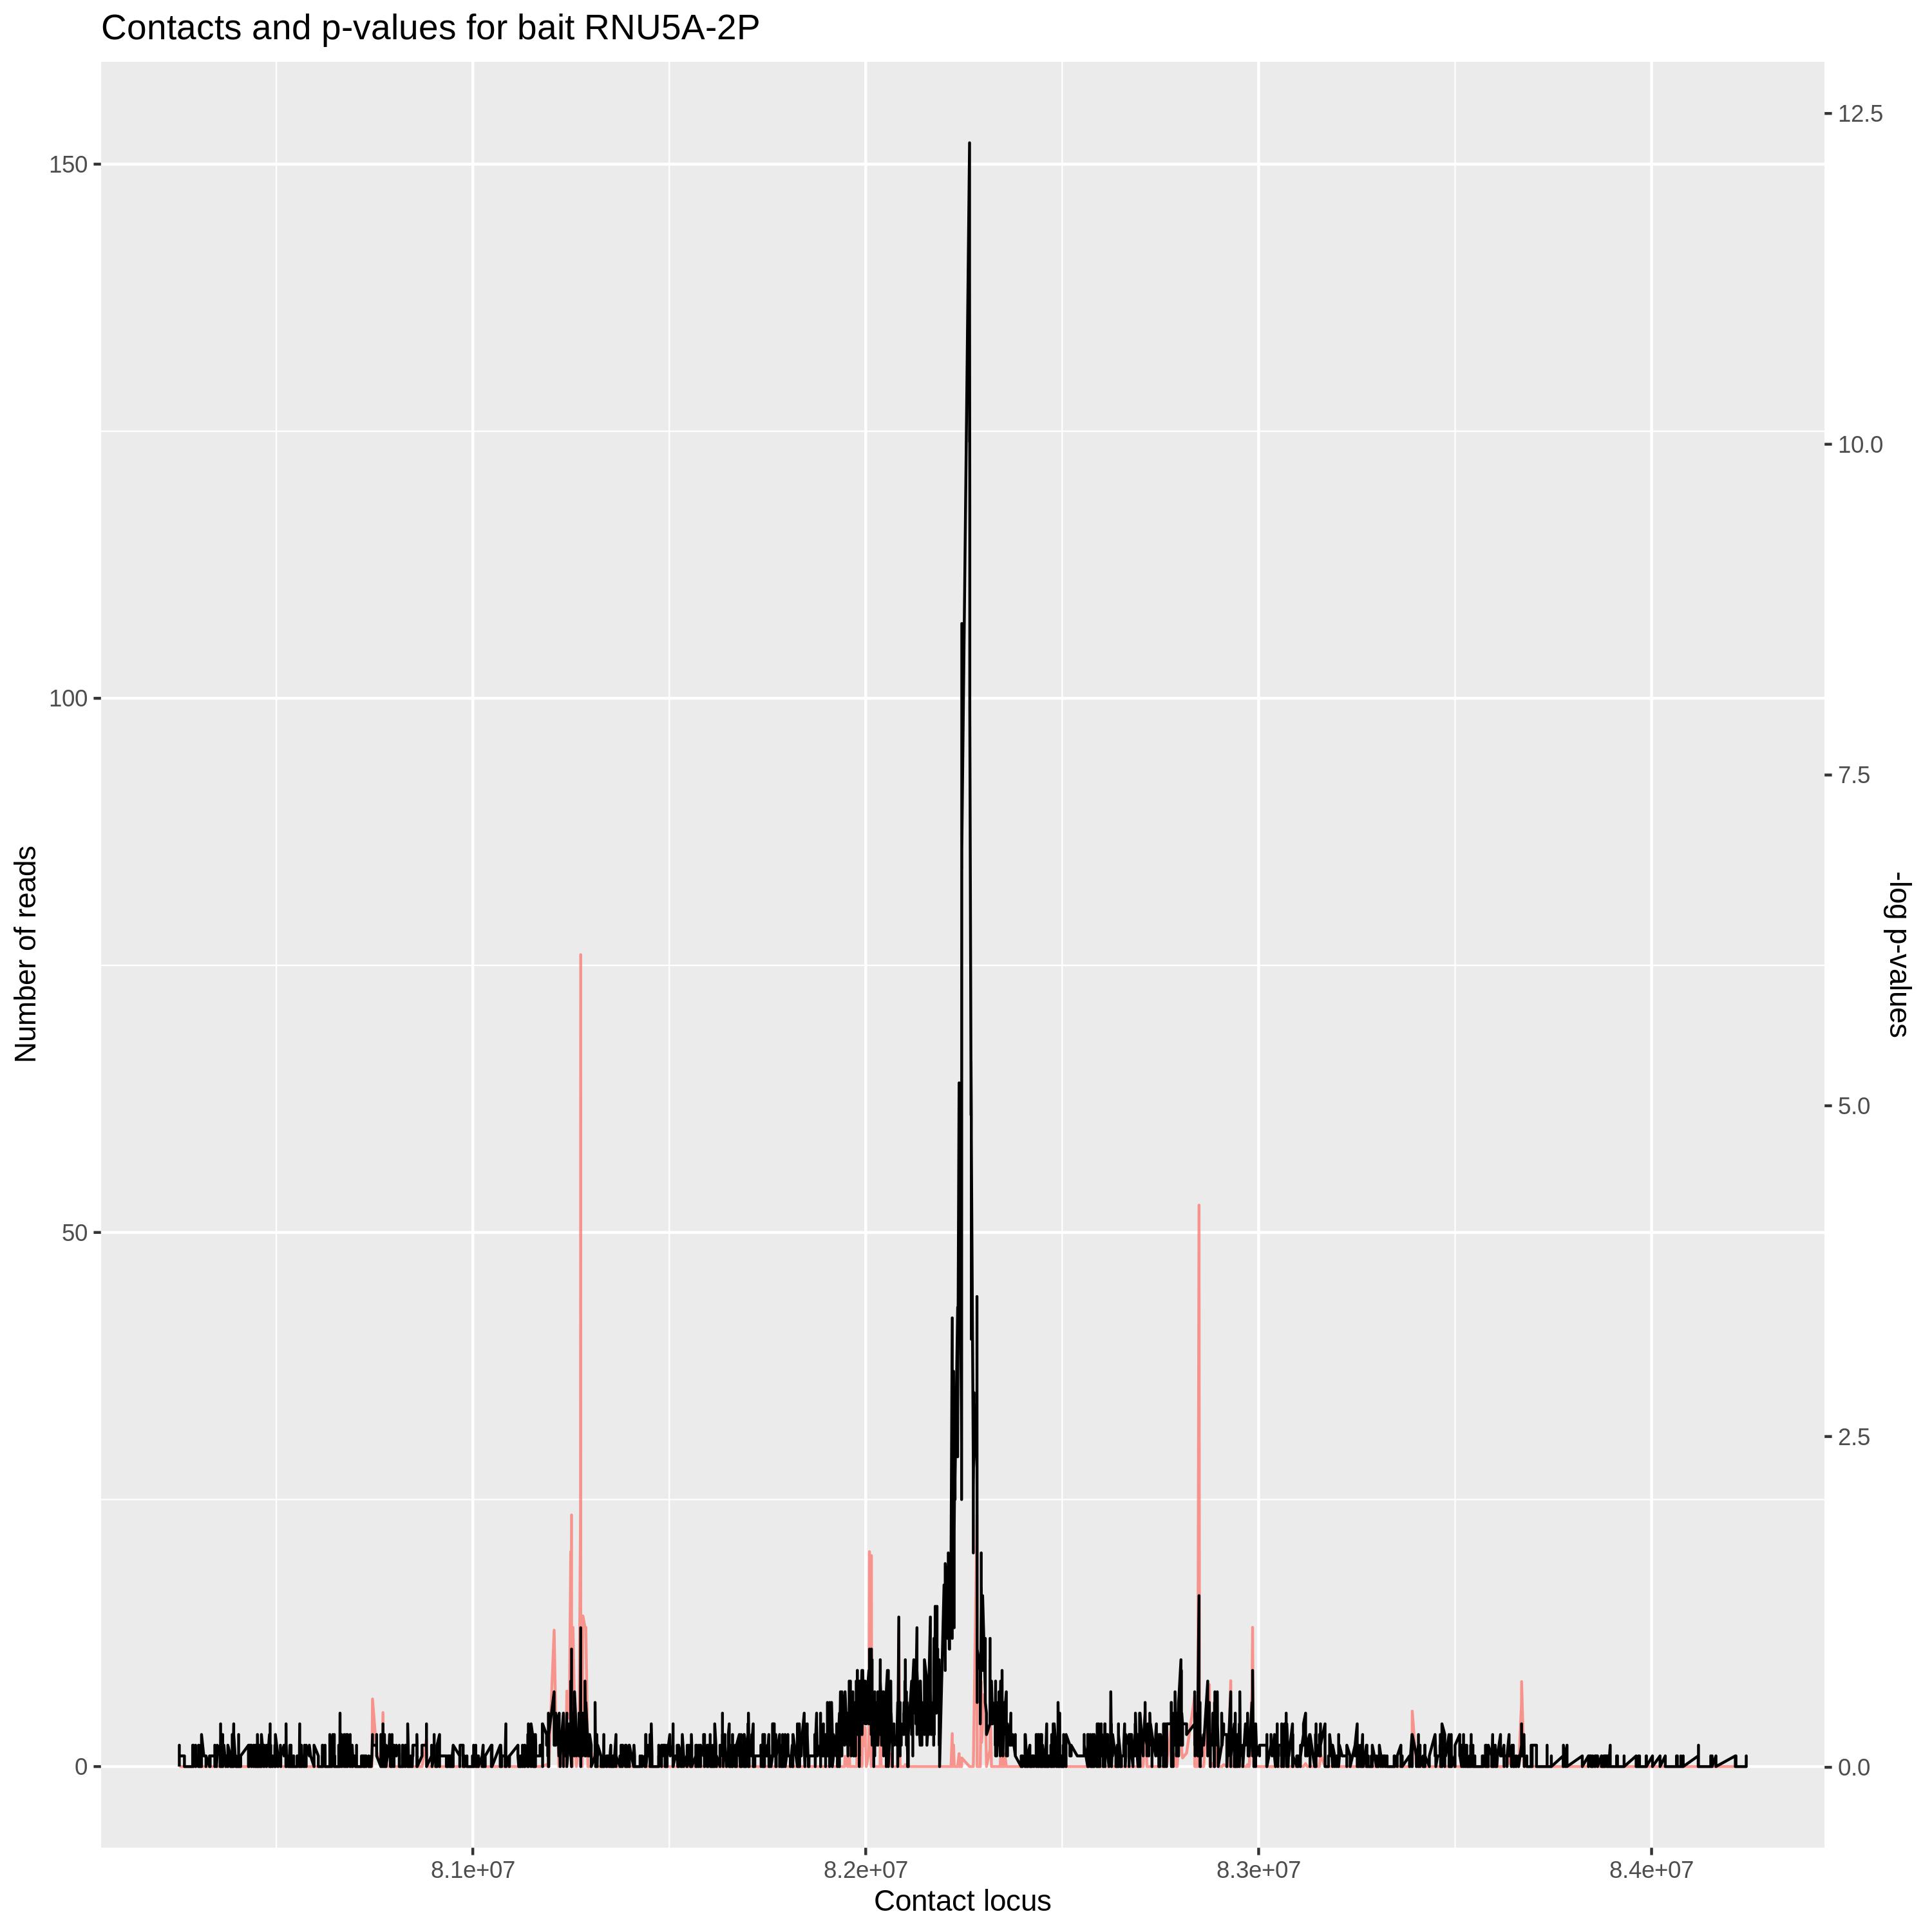 Contacts and p-values for bait RNU5A-2P
150
100
50
0
Number of reads
12.5
10.0
7.5
5.0
2.5
0.0
-log p-values
8.1e+07
8.2e+07
8.3e+07
8.4e+07
Contact locus